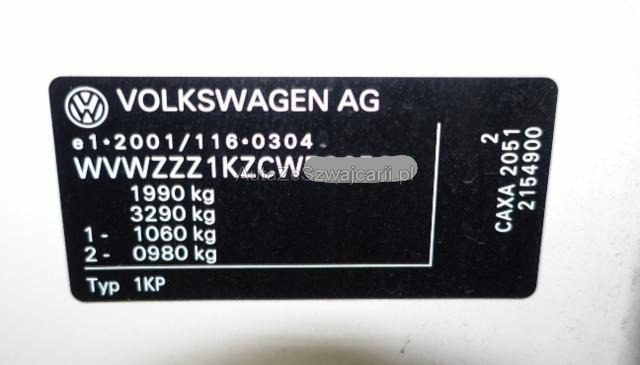 VOLKSWAGEN AG
e1*2001/116*0304
WVWZZZ1KZCW
AutaZeSzwajcarii.pl
1990 kg
3290 kg
1- 1060 kg
2- 0980 kg
Typ 1KP
2
CAXA 2051
2154900